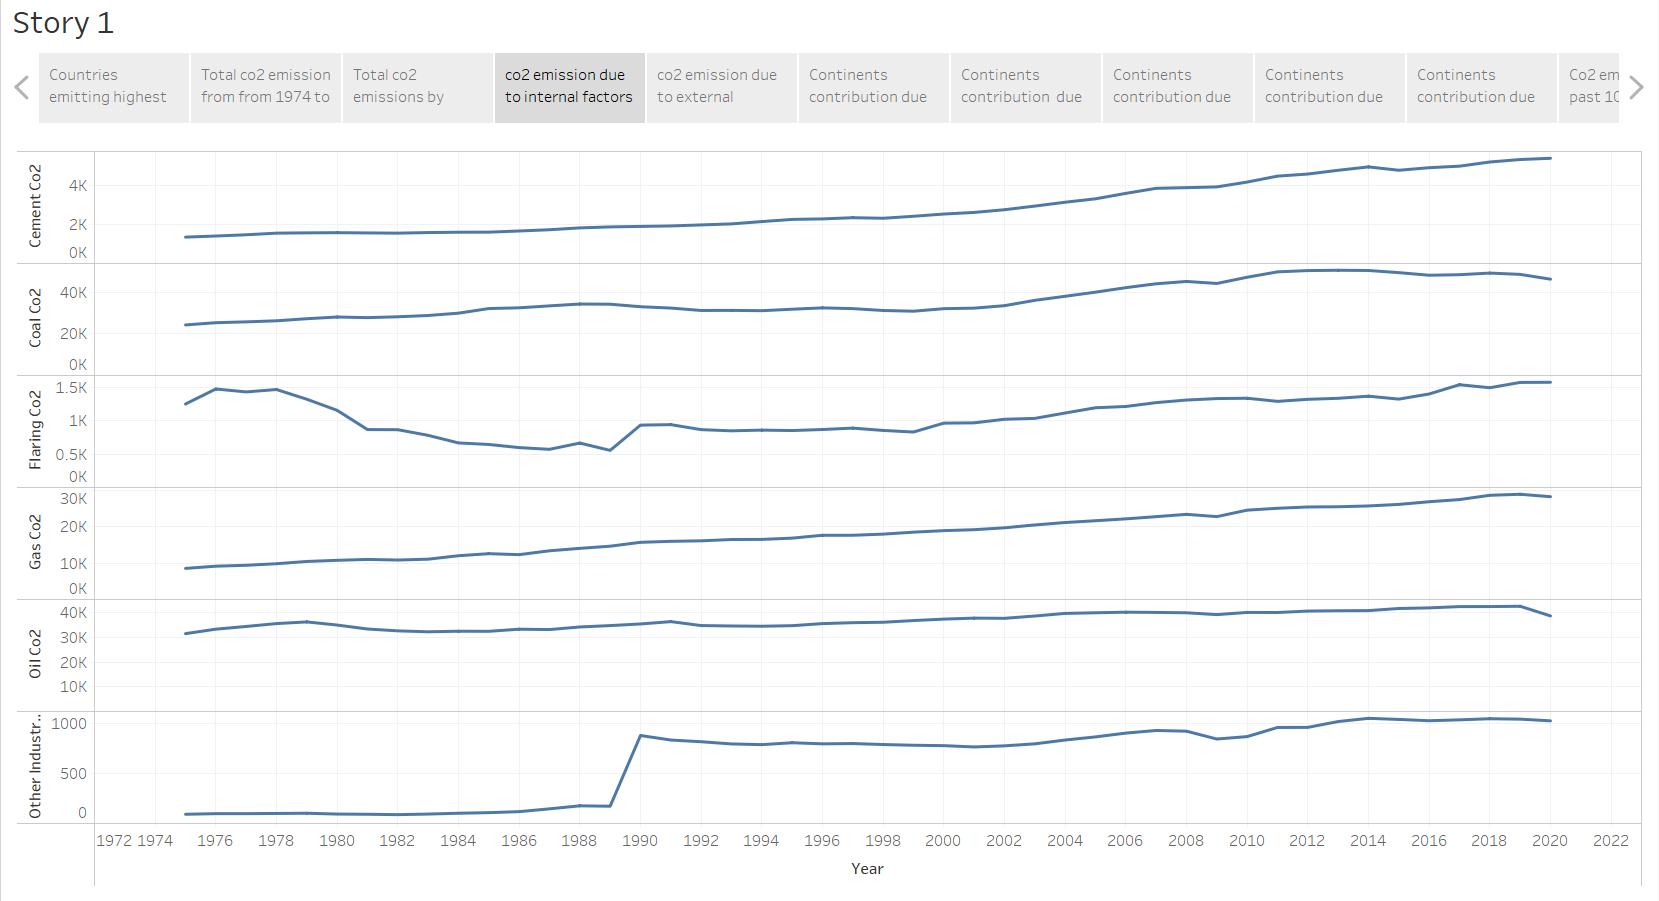 Story 1
Countries
emitting highest
Total co2 emission
from from 1974 to
Total co2
emissions by
co2 emission due
to internal factors
co2 emission due
to external
Continents
contribution due
Continents
contribution due
Continents
contribution due
Continents
contribution due
Continents
contribution due
Co2 em
past 10
Cement Co2
4K
2K
0K
Coal Co2
40K
20K
0K
Flaring Co2
1.5K
1K
0.5K
0K
Gas Co2
30K
20K
10K
0K
Oil Co2
40K
30K
20K
10K
Other Industr..
1000
500
0
1972 1974 1976 1978 1980 1982 1984 1986 1988 1990 1992 1994 1996 1998 2000 2002 2004 2006 2008 2010 2012 2014 2016 2018 2020 2022
Year